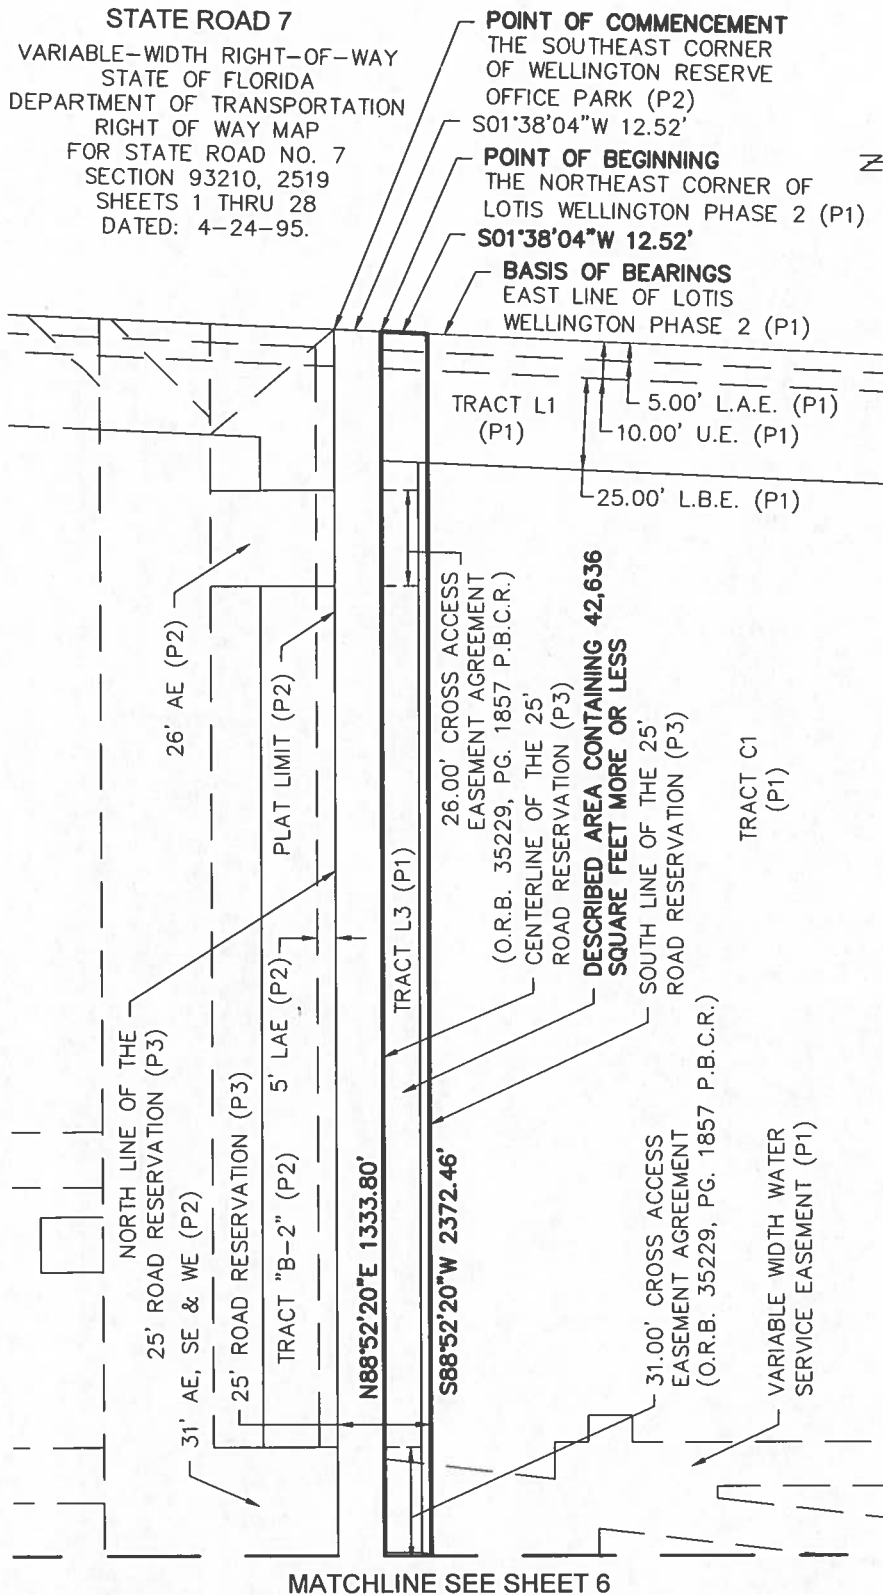 STATE ROAD 7
VARIABLE-WIDTH RIGHT-OF-WAY
STATE OF FLORIDA
DEPARTMENT OF TRANSPORTATION
RIGHT OF WAY MAP
FOR STATE ROAD NO. 7
SECTION 93210, 2519
SHEETS 1 THRU 28
DATED: 4-24-95.
POINT OF COMMENCEMENT
THE SOUTHEAST CORNER
OF WELLINGTON RESERVE
OFFICE PARK (P2)
S01°38'04"W 12.52'
POINT OF BEGINNING
THE NORTHEAST CORNER OF
LOTIS WELLINGTON PHASE 2 (P1)
S01°38'04"W 12.52'
BASIS OF BEARINGS
EAST LINE OF LOTIS
WELLINGTON PHASE 2 (P1)
N
TRACT L1
(P1)
5.00' L.A.E. (P1)
10.00' U.E. (P1)
25.00' L.B.E. (P1)
26' AE (P2)
PLAT LIMIT (P2)
26.00' CROSS ACCESS
EASEMENT AGREEMENT
(O.R.B. 35229, PG. 1857 P.B.C.R.)
CENTERLINE OF THE 25'
ROAD RESERVATION (P3)
DESCRIBED AREA CONTAINING 42,636
SQUARE FEET MORE OR LESS
SOUTH LINE OF THE 25'
ROAD RESERVATION (P3)
TRACT C1
(P1)
TRACT L3 (P1)
5' LAE (P2)
NORTH LINE OF THE
25' ROAD RESERVATION (P3)
31' AE, SE & WE (P2)
25' ROAD RESERVATION (P3)
TRACT "B-2" (P2)
N88°52'20"E 1333.80'
S88°52'20"W 2372.46'
31.00' CROSS ACCESS
EASEMENT AGREEMENT
(O.R.B. 35229, PG. 1857 P.B.C.R.)
VARIABLE WIDTH WATER
SERVICE EASEMENT (P1)
MATCHLINE SEE SHEET 6